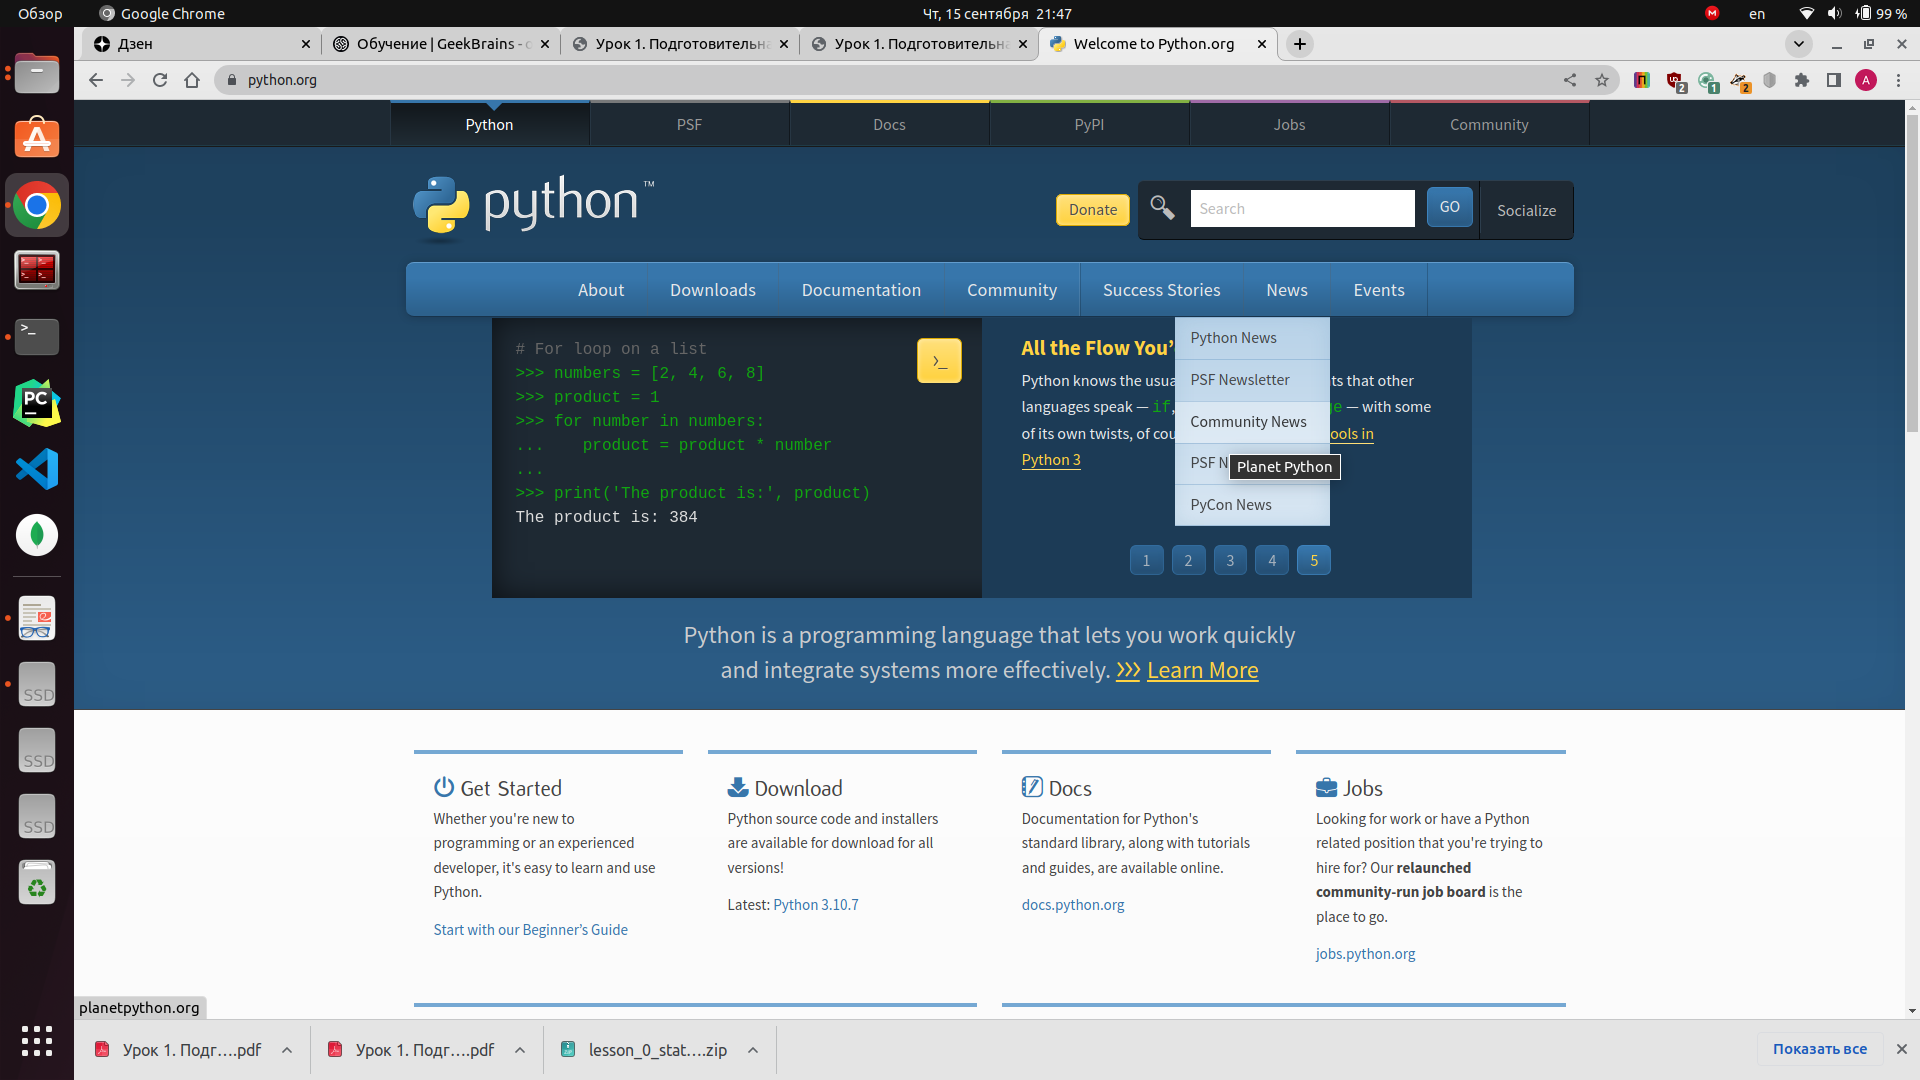 Обзор
Google Chrome
Чт, 15 сентября 21:47
en
99 %
Дзен
Обучение | GeekBrains -
Урок 1. Подготовительна
Урок 1. Подготовительна
Welcome to Python.org
python.org
2
1
2
A
Python
PSF
Docs
PyPI
Jobs
Community
python™
Donate
Search
GO
Socialize
About
Downloads
Documentation
Community
Success Stories
News
Events
# For loop on a list
>>> numbers = [2, 4, 6, 8]
>>> product = 1
>>> for number in numbers:
...    product = product * number
...
>>> print('The product is:', product)
The product is: 384
>_
All the Flow You’
Python knows the usua ts that other
languages speak — if, ge — with some
of its own twists, of cou ools in
Python 3
Python News
PSF Newsletter
Community News
PSF N
Planet Python
PyCon News
1
2
3
4
5
Python is a programming language that lets you work quickly
and integrate systems more effectively. >>> Learn More
Get Started
Whether you're new to
programming or an experienced
developer, it's easy to learn and use
Python.
Start with our Beginner’s Guide
Download
Python source code and installers
are available for download for all
versions!
Latest: Python 3.10.7
Docs
Documentation for Python's
standard library, along with tutorials
and guides, are available online.
docs.python.org
Jobs
Looking for work or have a Python
related position that you're trying to
hire for? Our relaunched
community-run job board is the
place to go.
jobs.python.org
PC
SSD
SSD
SSD
planetpython.org
Урок 1. Подг....pdf
Урок 1. Подг....pdf
lesson_0_stat....zip
Показать все